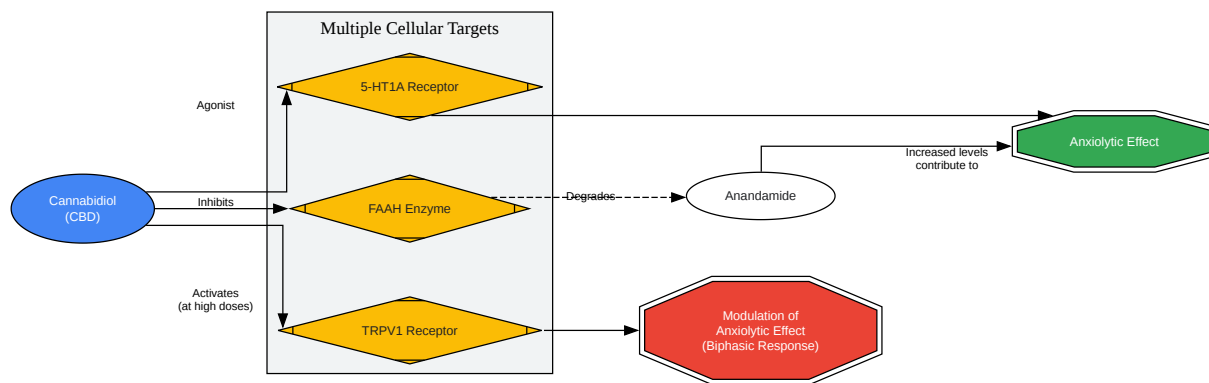 Multiple Cellular Targets
5-HT1A Receptor
Agonist
Anxiolytic Effect
Increased levels
contribute to
Cannabidiol
(CBD)
Inhibits
FAAH Enzyme
Degrades
Anandamide
Activates
(at high doses)
TRPV1 Receptor
Modulation of
Anxiolytic Effect
(Biphasic Response)